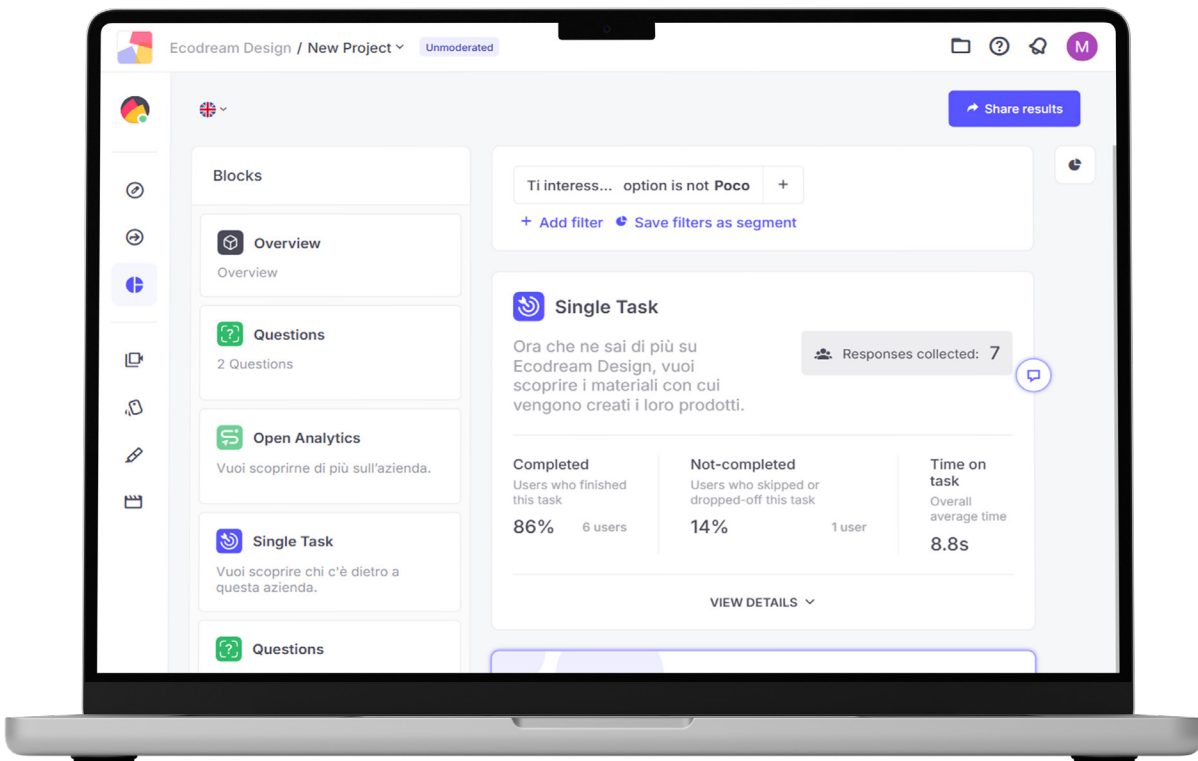 Ecodream Design / New Project
Unmoderated
M
Share results
Blocks
Overview
Overview
Questions
2 Questions
Open Analytics
Vuoi scoprirne di più sull'azienda.
Single Task
Vuoi scoprire chi c'è dietro a
questa azienda.
Questions
Ti interess... option is not Poco +
+ Add filter Save filters as segment
Single Task
Ora che ne sai di più su
Ecodream Design, vuoi
scoprire i materiali con cui
vengono creati i loro prodotti.
Responses collected: 7
Completed
Users who finished
this task
86% 6 users
Not-completed
Users who skipped or
dropped-off this task
14% 1 user
Time on
task
Overall
average time
8.8s
VIEW DETAILS